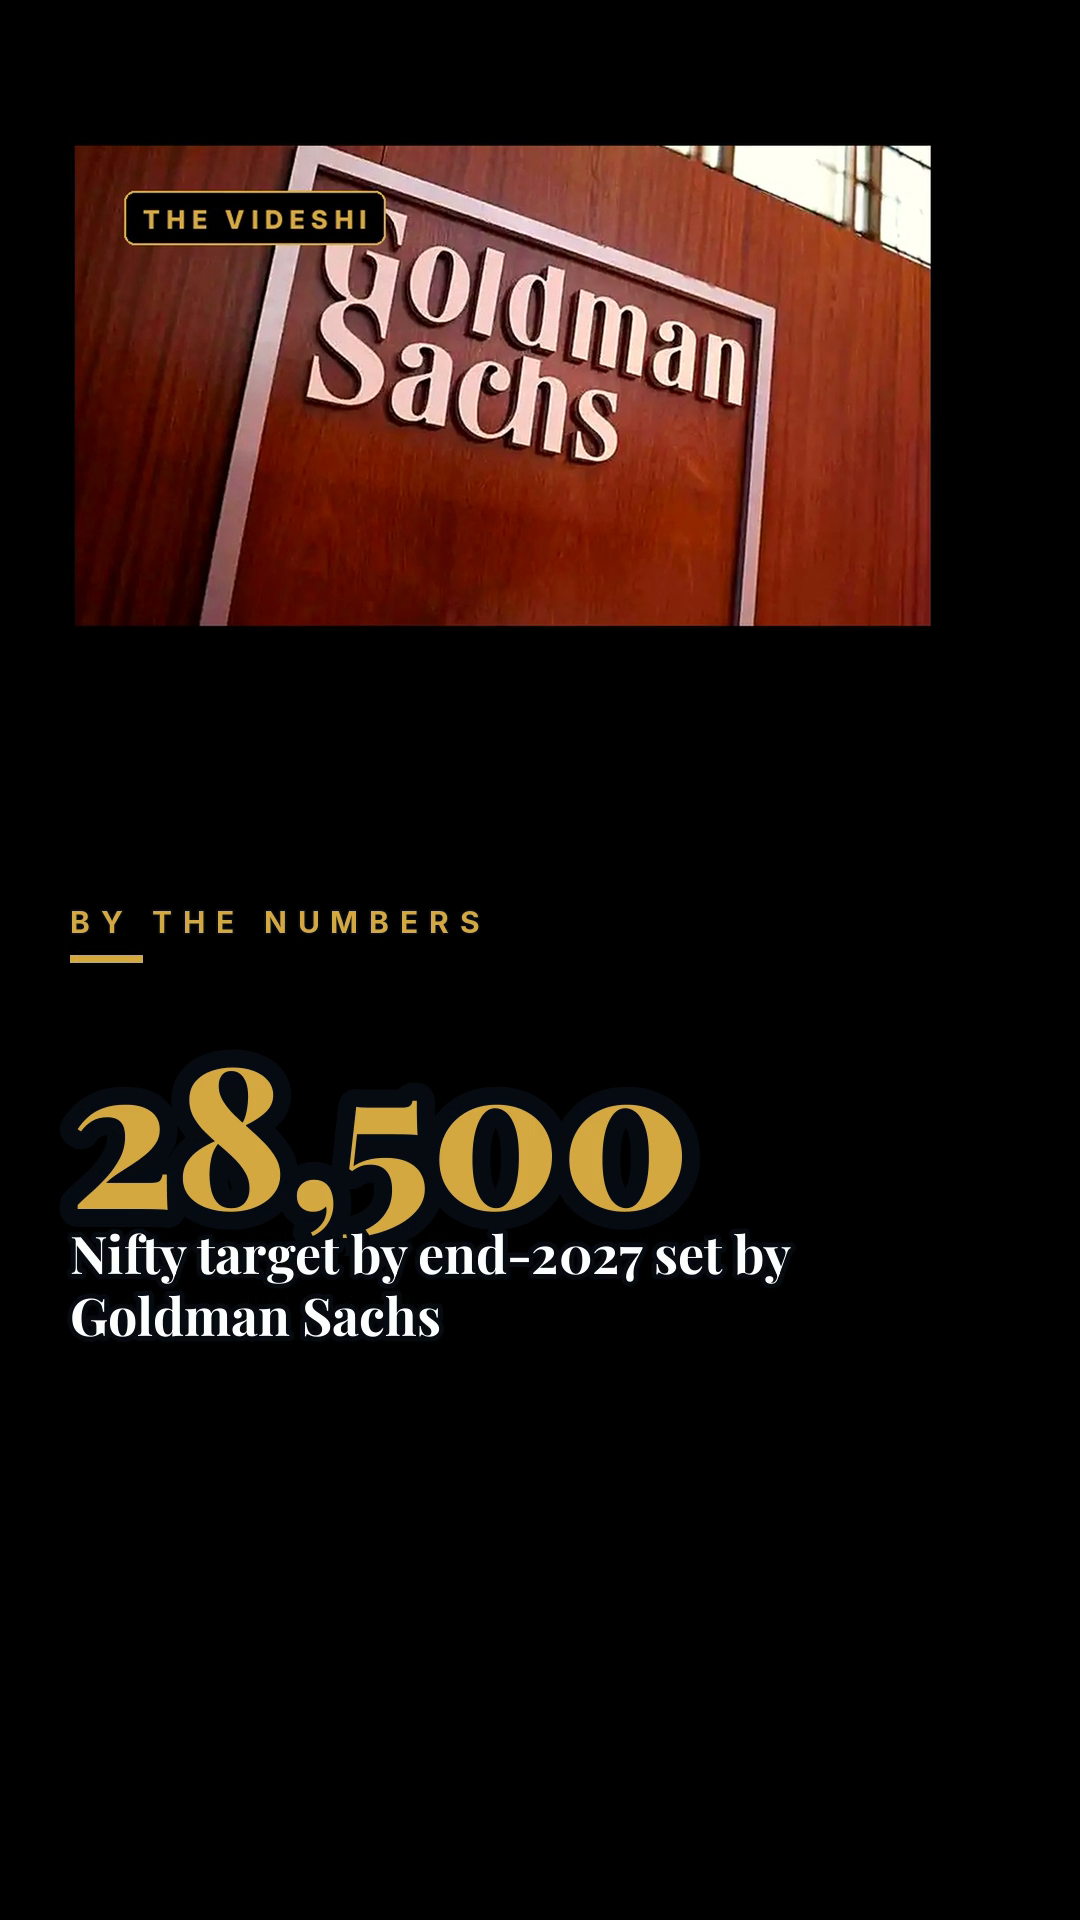 THE VIDESHI
Goldman
Sachs
BY THE NUMBERS
28,500
Nifty target by end-2027 set by
Goldman Sachs